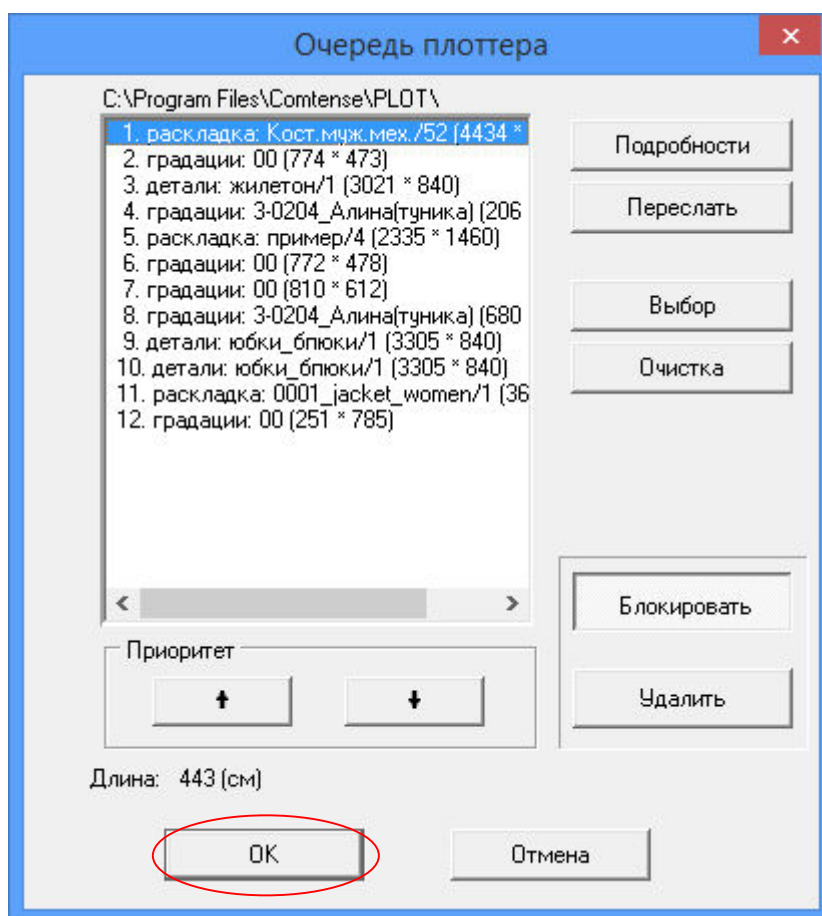 Очередь плоттера
C:\Program Files\Comtense\PLOT\
1. раскладка: Кост.муж.мех./52 (4434 *
2. градации: 00 (774 * 473)
3. детали: жилетон/1 (3021 * 840)
4. градации: 3-0204_Алина(туника) (206
5. раскладка: пример/4 (2335 * 1460)
6. градации: 00 (772 * 478)
7. градации: 00 (810 * 612)
8. градации: 3-0204_Алина(туника) (680
9. детали: юбки_бпюки/1 (3305 * 840)
10. детали: юбки_бпюки/1 (3305 * 840)
11. раскладка: 0001_jacket_women/1 (36
12. градации: 00 (251 * 785)
Подробности
Переслать
Выбор
Очистка
Блокировать
Удалить
Приоритет
Длина: 443 (см)
OK
Отмена